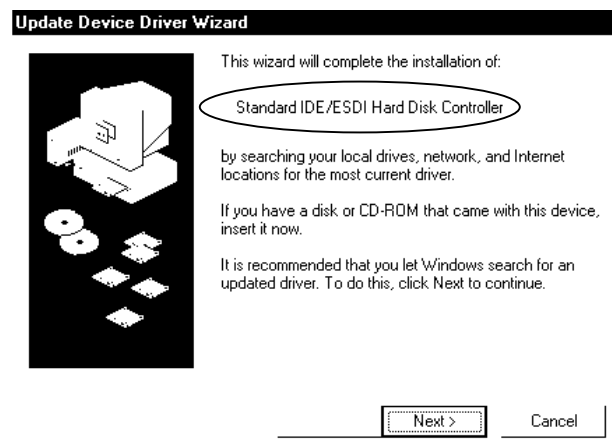 Update Device Driver Wizard
This wizard will complete the installation of:
Standard IDE/ESDI Hard Disk Controller
by searching your local drives, network, and Internet
locations for the most current driver.
If you have a disk or CD-ROM that came with this device,
insert it now.
It is recommended that you let Windows search for an
updated driver. To do this, click Next to continue.
Next >
Cancel